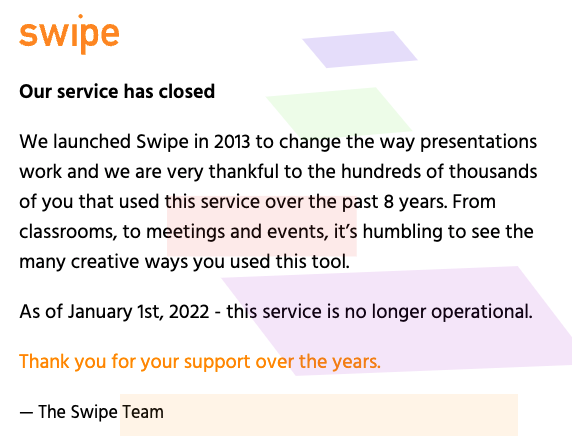 swipe
Our service has closed
We launched Swipe in 2013 to change the way presentations
work and we are very thankful to the hundreds of thousands
of you that used this service over the past 8 years. From
classrooms, to meetings and events, it’s humbling to see the
many creative ways you used this tool.
As of January 1st, 2022 - this service is no longer operational.
Thank you for your support over the years.
— The Swipe Team